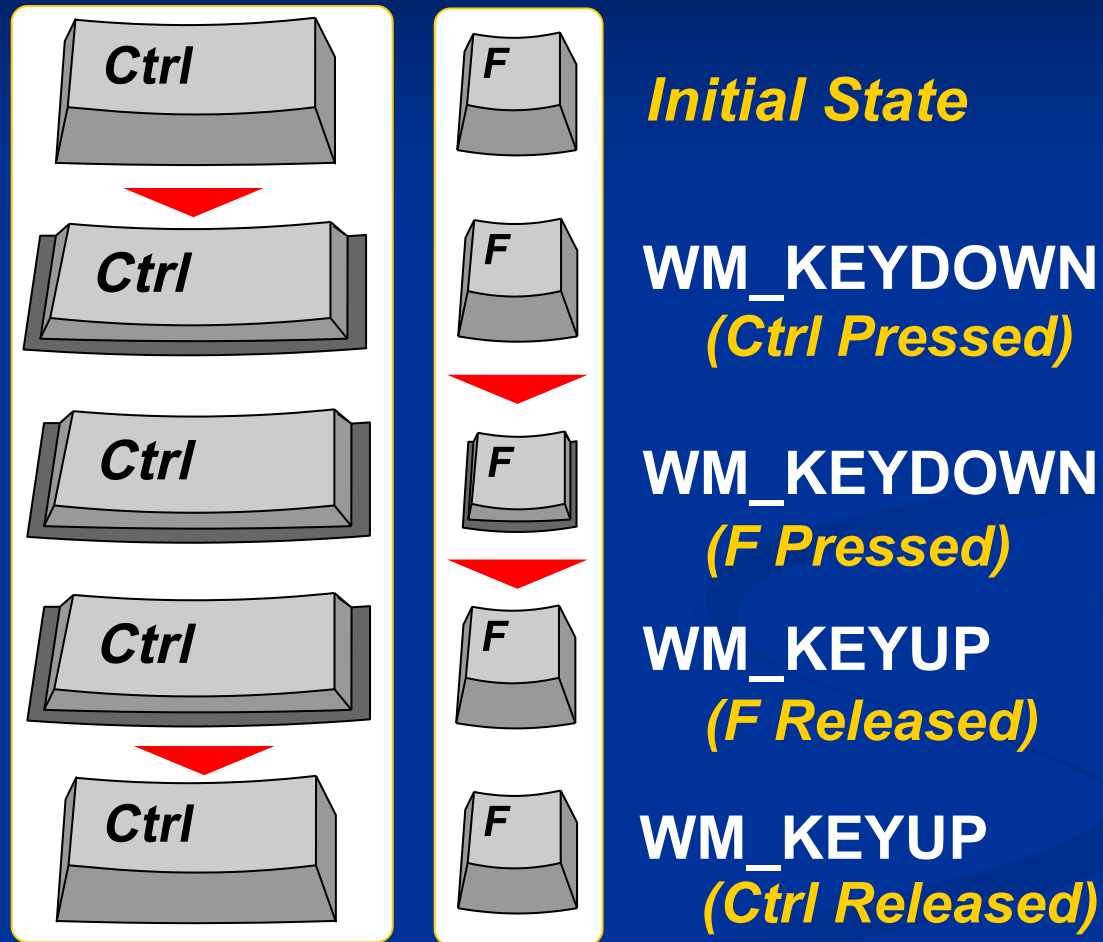 Ctrl F Initial State
Ctrl F WM_KEYDOWN
(Ctrl Pressed)
Ctrl F WM_KEYDOWN
(F Pressed)
Ctrl F WM_KEYUP
(F Released)
Ctrl F WM_KEYUP
(Ctrl Released)